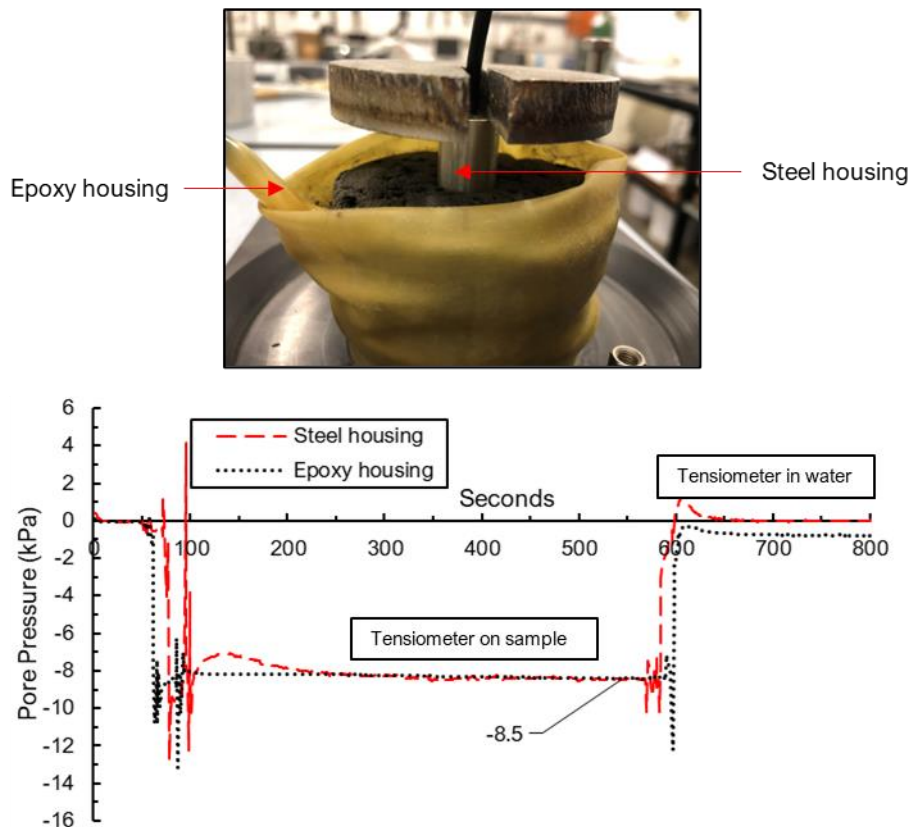 Epoxy housing
Steel housing
6
4
2
0
-2
-4
-6
-8
-10
-12
-14
-16
Pore Pressure (kPa)
Steel housing
Epoxy housing
Seconds
Tensiometer in water
0 100 200 300 400 500 600 700 800
Tensiometer on sample
-8.5